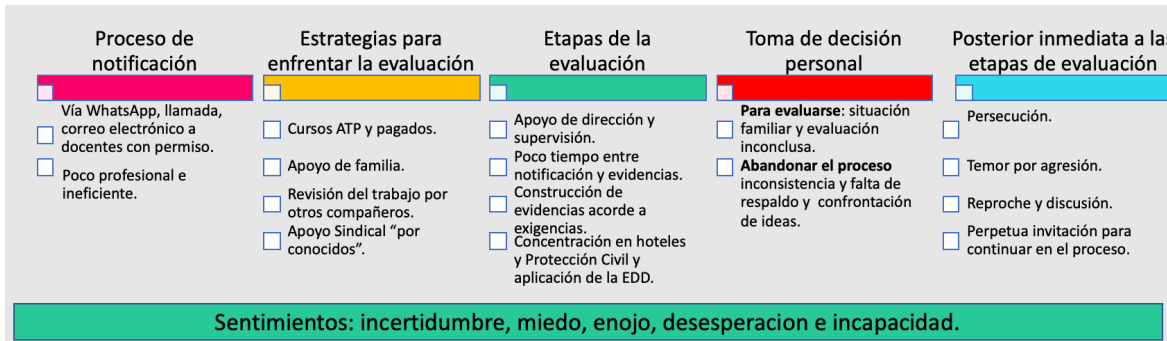 Proceso de
notificación
Vía WhatsApp, llamada,
correo electrónico a
docentes con permiso.
Poco profesional e
ineficiente.
Estrategias para
enfrentar la evaluación
Cursos ATP y pagados.
Apoyo de familia.
Revisión del trabajo por
otros compañeros.
Apoyo Sindical “por
conocidos”.
Etapas de la
evaluación
Apoyo de dirección y
supervisión.
Poco tiempo entre
notificación y evidencias.
Construcción de
evidencias acorde a
exigencias.
Concentración en hoteles
y Protección Civil y
aplicación de la EDD.
Toma de decisión
personal
Para evaluarse: situación
familiar y evaluación
inconclusa.
Abandonar el proceso
inconsistencia y falta de
respaldo y confrontación
de ideas.
Posterior inmediata a las
etapas de evaluación
Persecución.
Temor por agresión.
Reproche y discusión.
Perpetua invitación para
continuar en el proceso.
Sentimientos: incertidumbre, miedo, enojo, desesperacion e incapacidad.